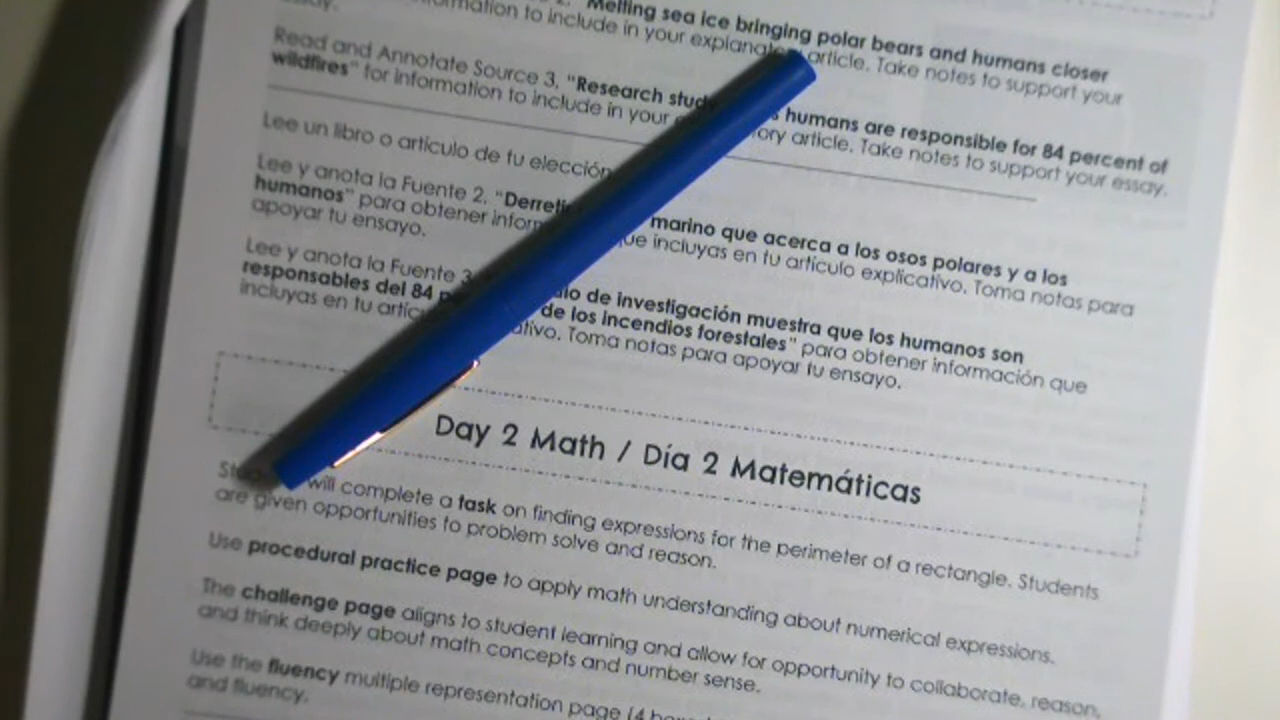 "Melting sea ice bringing polar bears and humans closer
essay. information to include in your explanatory article. Take notes to support your
Read and Annotate Source 3, "Research study humans are responsible for 84 percent of
wildfires" for information to include in your ory article. Take notes to support your essay.
Lee un libro o artículo de tu elección
Lee y anota la Fuente 2, "Derreti marino que acerca a los osos polares y a los
humanos" para obtener infor ue incluyas en tu artículo explicativo. Toma notas para
apoyar tu ensayo.
Lee y anota la Fuente 3, de investigación muestra que los humanos son
responsables del 84 de los incendios forestales" para obtener información que
incluyas en tu artíc ativo. Toma notas para apoyar tu ensayo.
Day 2 Math / Día 2 Matemáticas
Students will complete a task on finding expressions for the perimeter of a rectangle. Students
are given opportunities to problem solve and reason.
Use procedural practice page to apply math understanding about numerical expressions.
The challenge page aligns to student learning and allow for opportunity to collaborate, reason,
and think deeply about math concepts and number sense.
Use the fluency multiple representation page (4
and fluency.